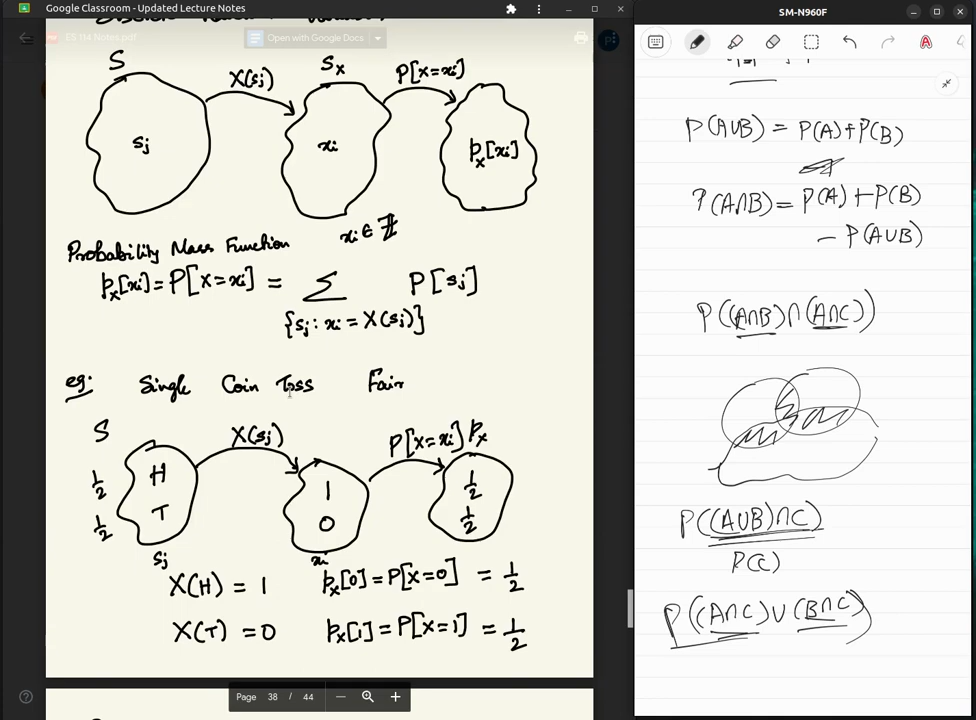 Google Classroom - Updated Lecture Notes
ES 114 Notes.pdf
Open with Google Docs
S
X(sj)
Sx
P[X=xi]
sj
xi
px[xi]
xi ∈ ℤ
Probability Mass Function
px[xi] = P[X=xi] = Σ P[sj]
{sj : xi = X(sj)}
eg: Single Coin Toss Fair
S
X(sj)
P[X=xi] px
1/2 H 1 1/2
1/2 T 0 1/2
sj xi
X(H) = 1 px[0] = P[X=0] = 1/2
X(T) = 0 px[1] = P[X=1] = 1/2
Page 38 / 44
SM-N960F
P(A∪B) = P(A)+P(B)
P(A∩B) = P(A)+P(B)
− P(A∪B)
P((A∩B)∩(A∩C))
P((A∪B)∩C)
P(C)
P((A∩C)∪(B∩C))